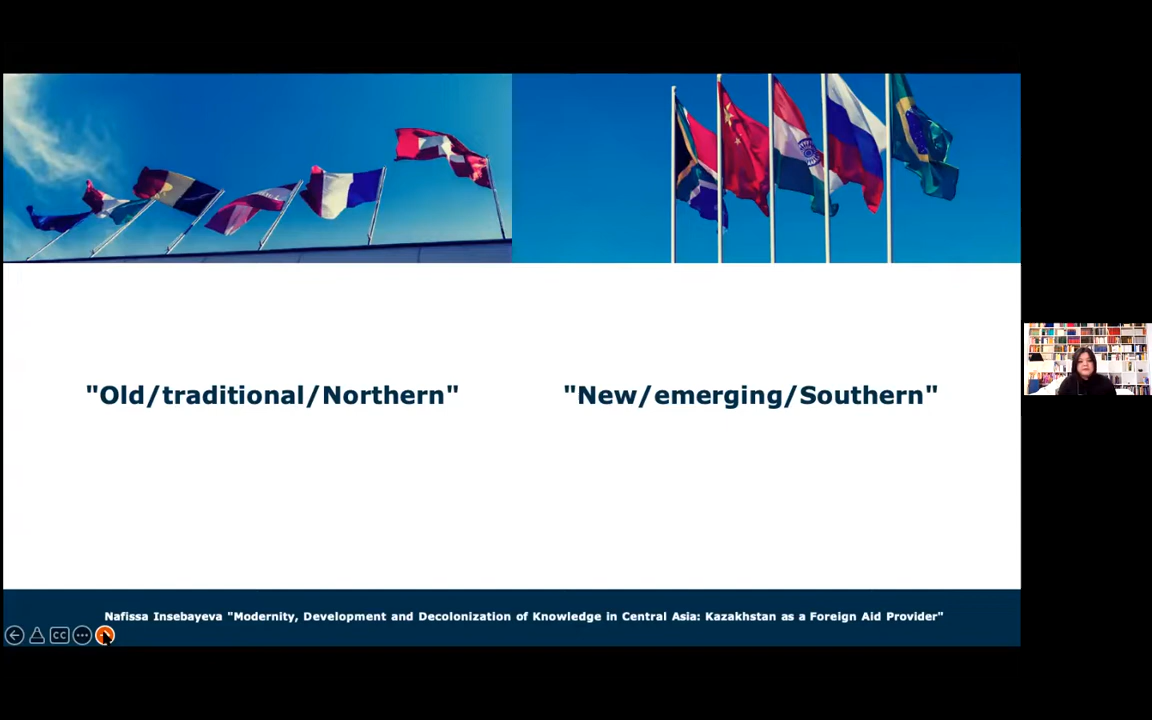 "Old/traditional/Northern"
"New/emerging/Southern"
Nafissa Insebayeva "Modernity, Development and Decolonization of Knowledge in Central Asia: Kazakhstan as a Foreign Aid Provider"
CC